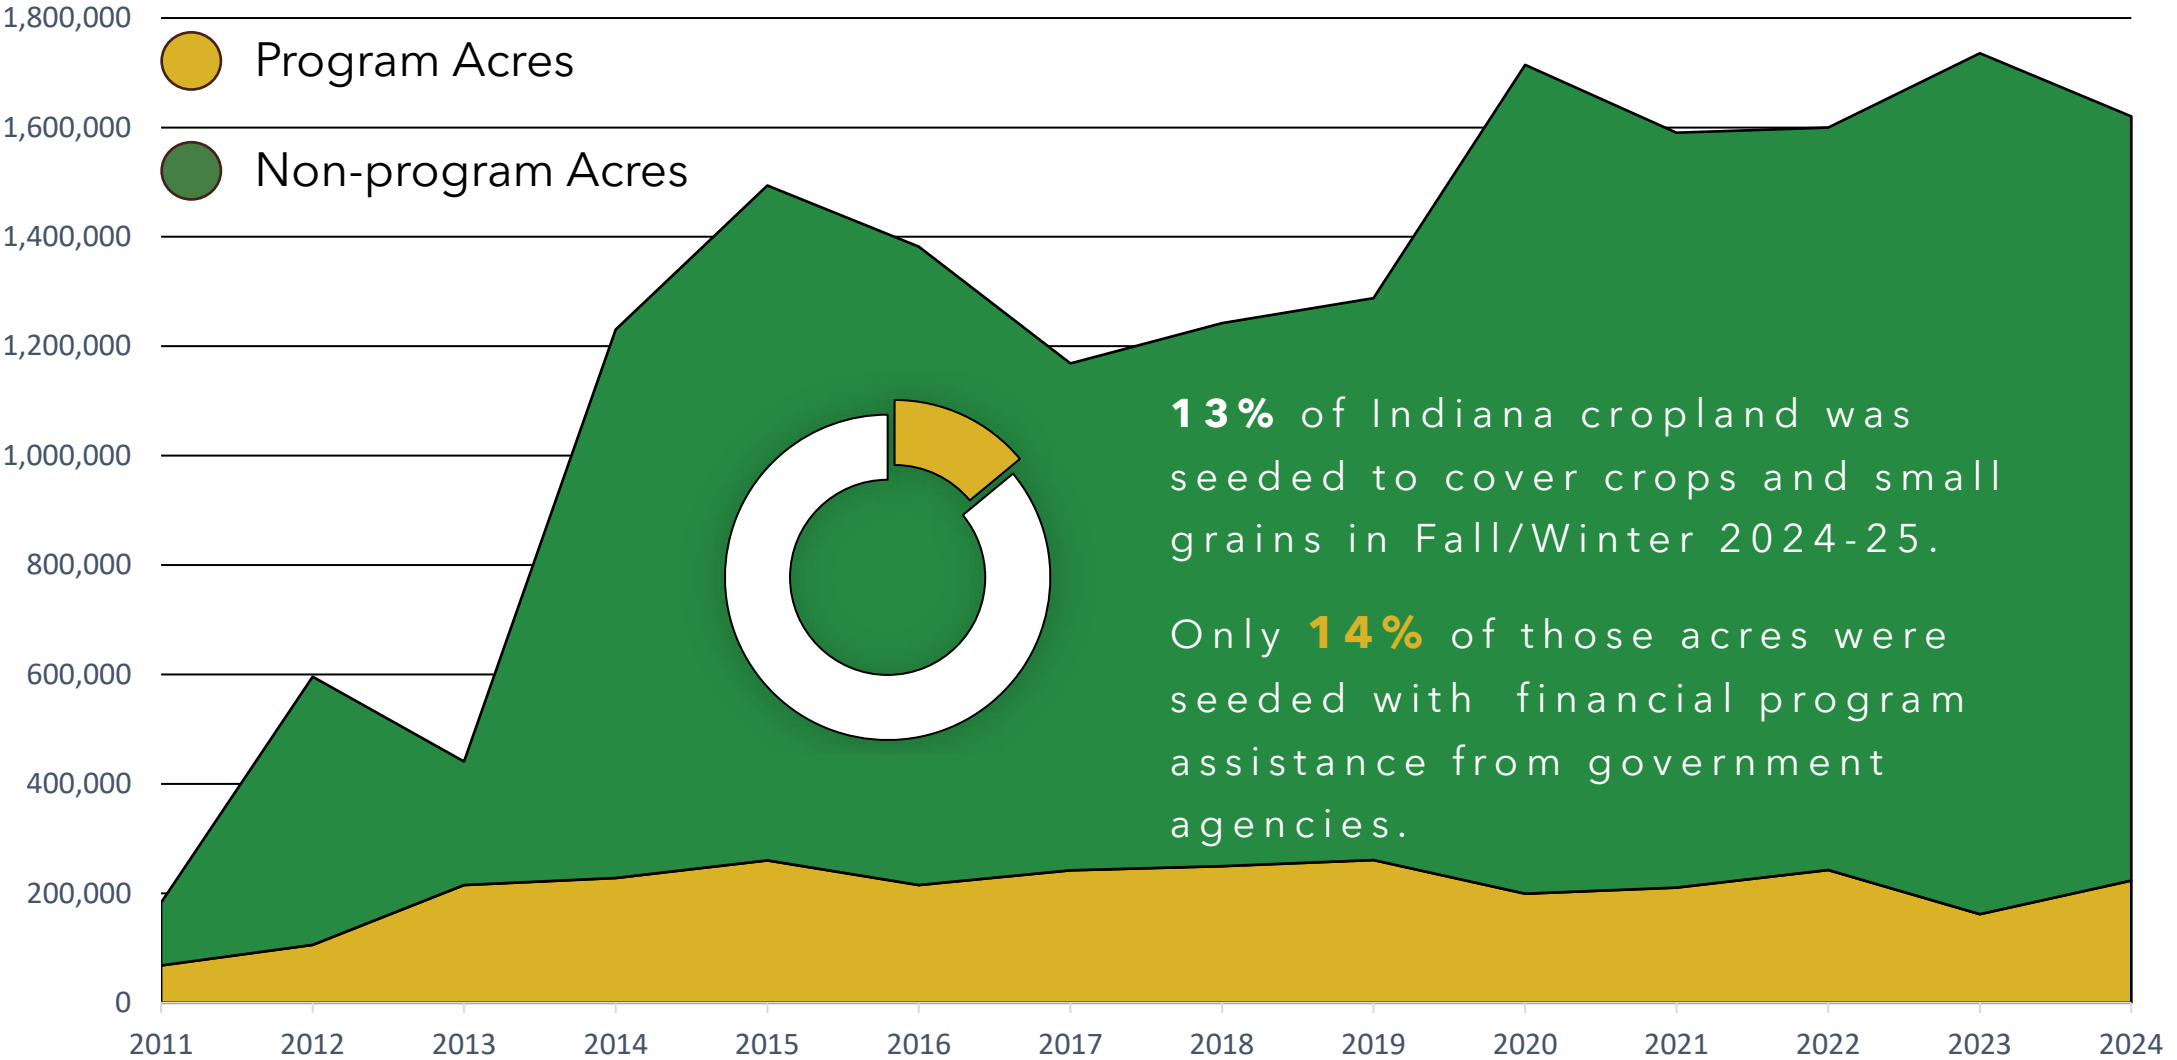 1,800,000
Program Acres
1,600,000
Non-program Acres
1,400,000
1,200,000
1,000,000
800,000
600,000
400,000
200,000
0
13% of Indiana cropland was
seeded to cover crops and small
grains in Fall/Winter 2024-25.
Only 14% of those acres were
seeded with financial program
assistance from government
agencies.
2011 2012 2013 2014 2015 2016 2017 2018 2019 2020 2021 2022 2023 2024